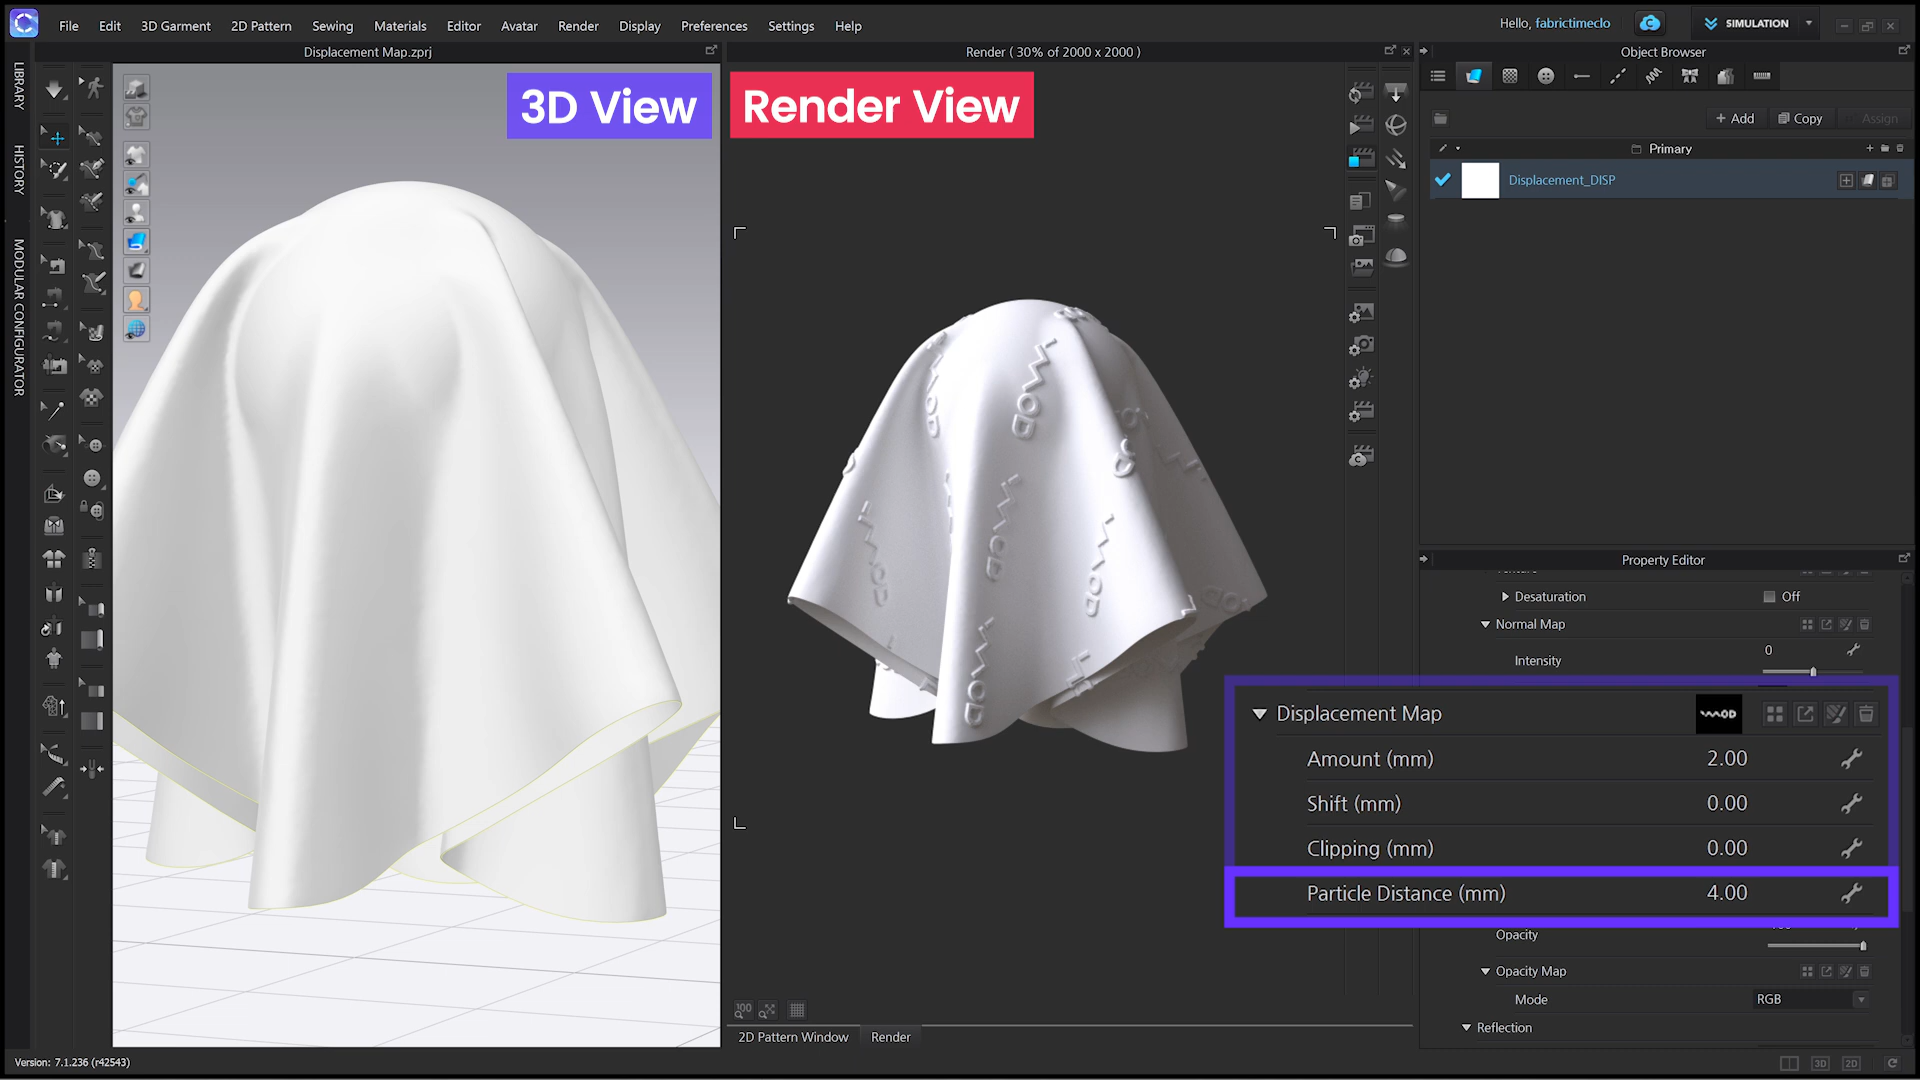 File Edit 3D Garment 2D Pattern Sewing Materials Editor Avatar Render Display Preferences Settings Help
Hello, fabrictimeclo
SIMULATION
Displacement Map.zprj
Render ( 30% of 2000 x 2000 )
Object Browser
LIBRARY
HISTORY
MODULAR CONFIGURATOR
3D View
Render View
+ Add Copy Assign
Primary
Displacement_DISP
Property Editor
Desaturation Off
Normal Map
Intensity 0
Displacement Map
Amount (mm) 2.00
Shift (mm) 0.00
Clipping (mm) 0.00
Particle Distance (mm) 4.00
Opacity
Opacity Map
Mode RGB
Reflection
100
2D Pattern Window Render
Version: 7.1.236 (r42543)
3D 2D